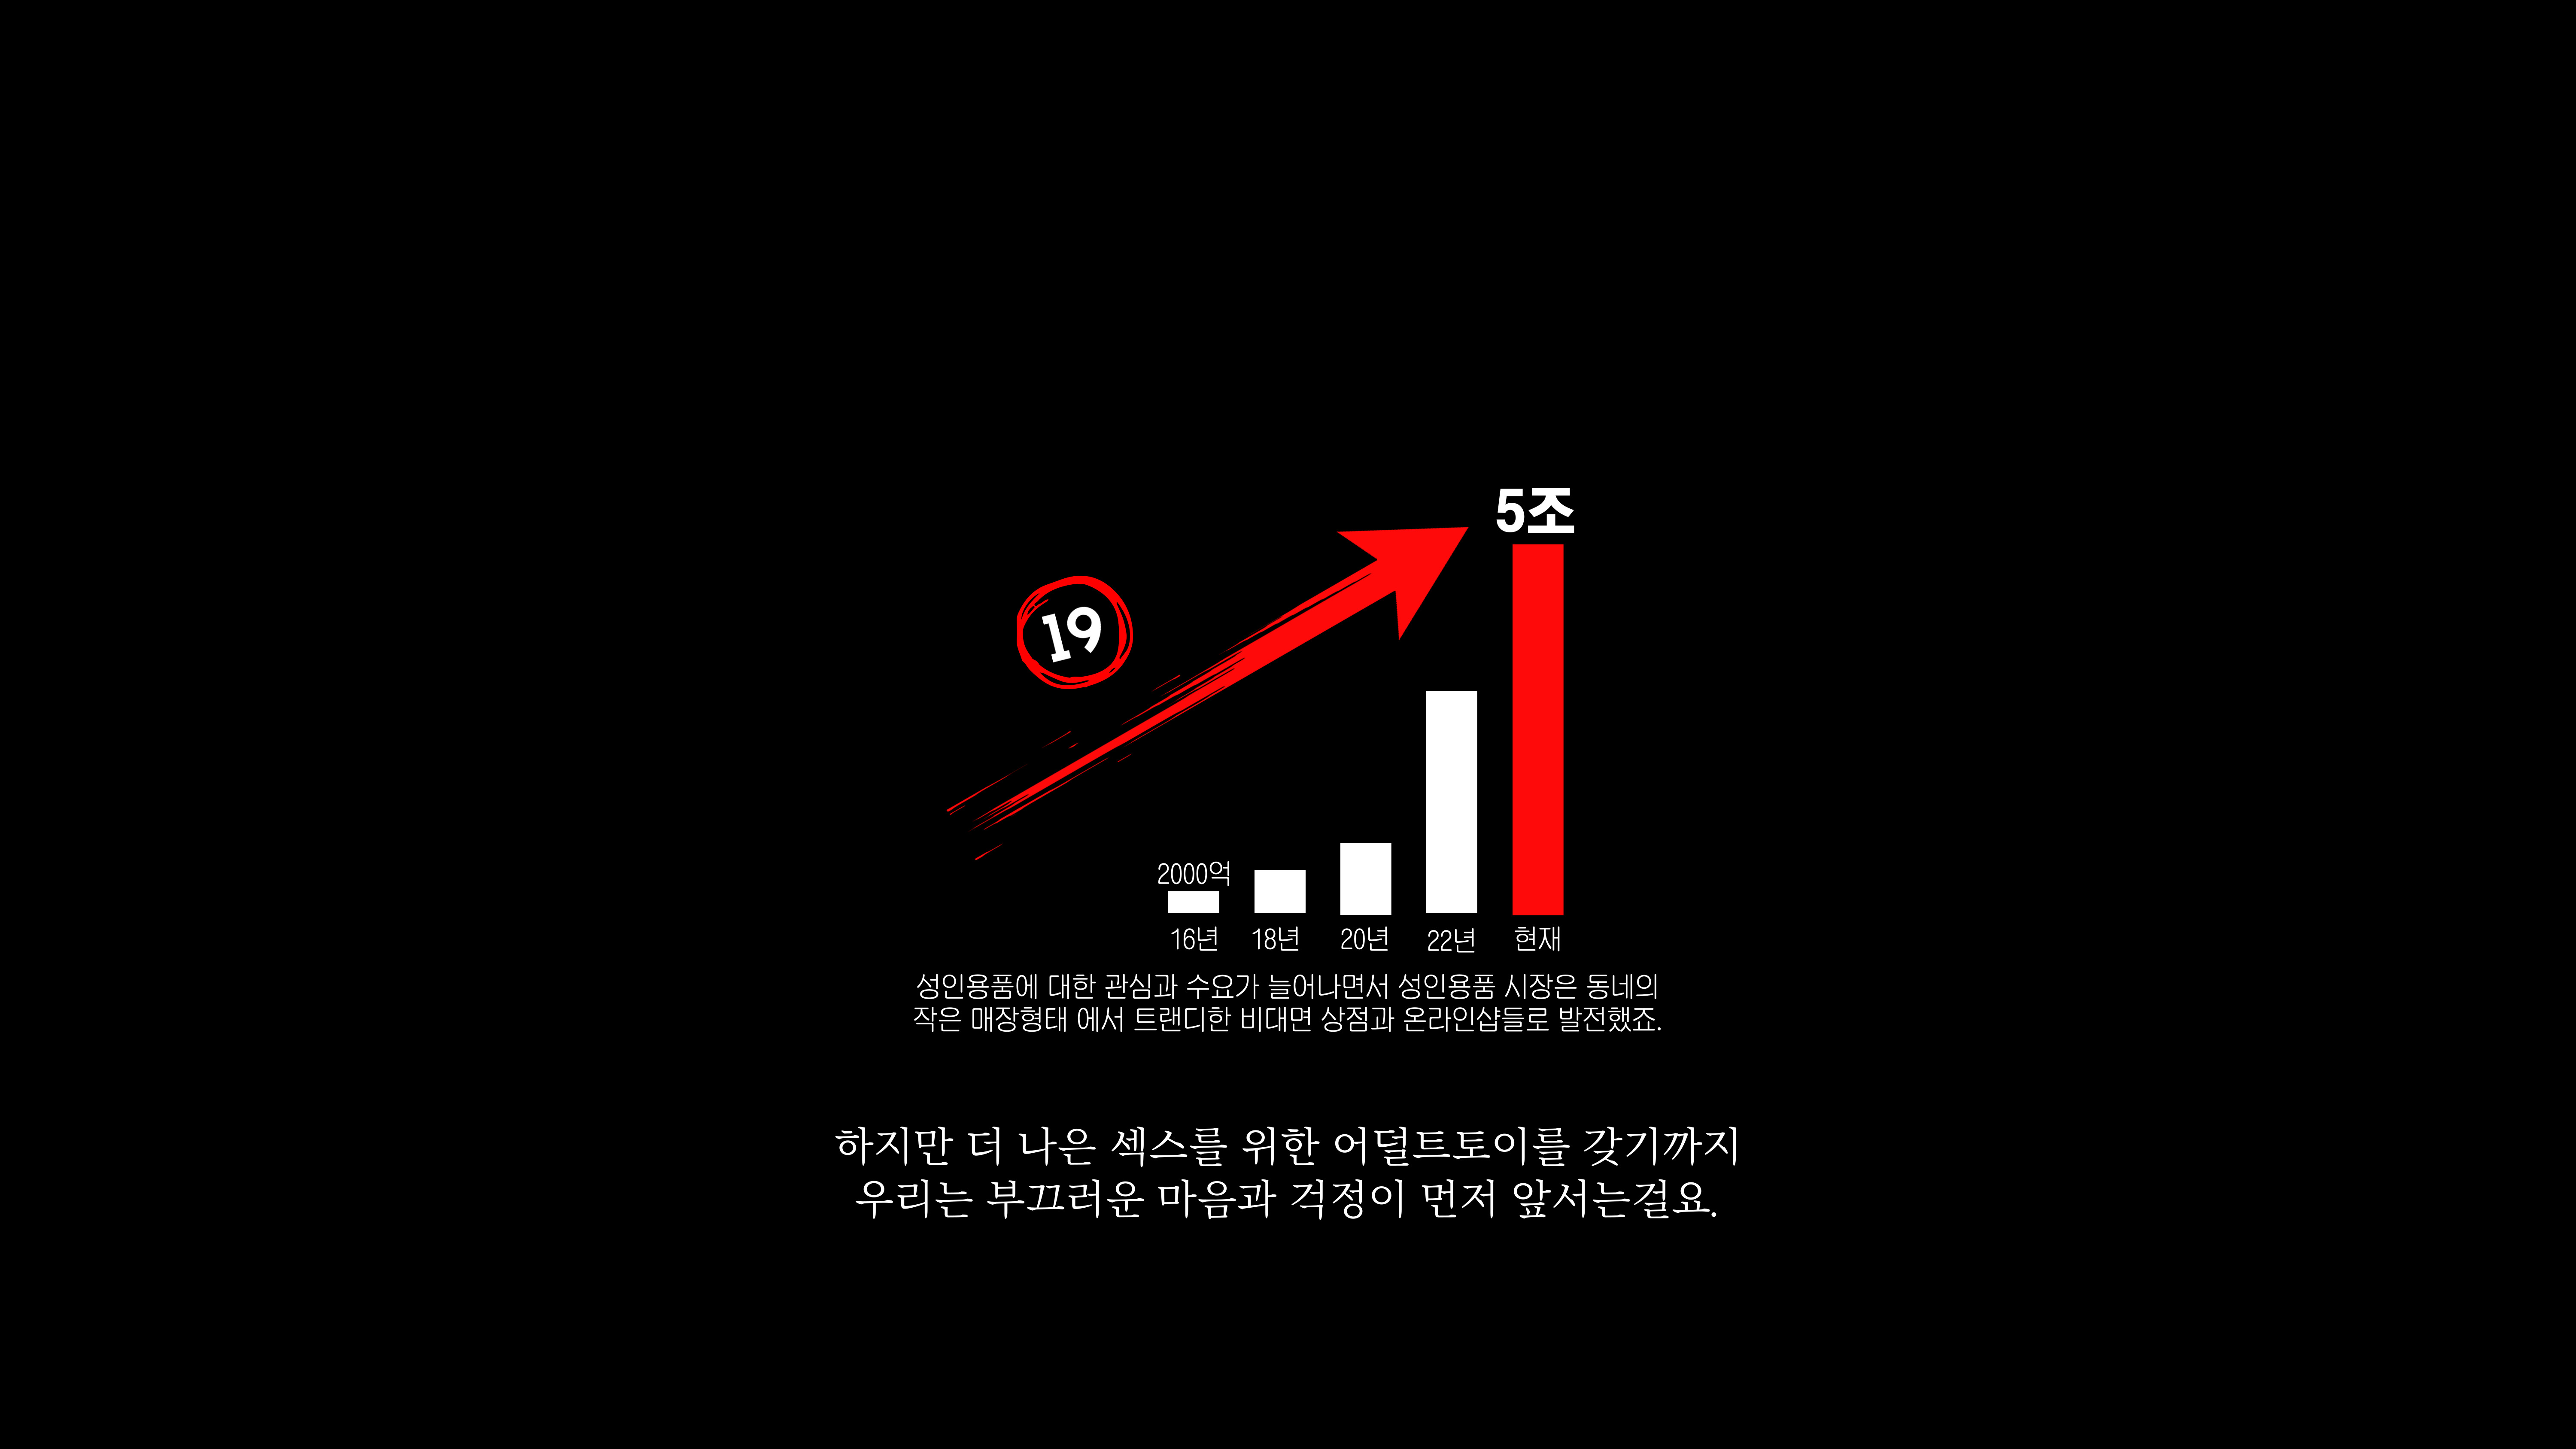 5조
19
2000억
16년 18년 20년 22년 현재
성인용품에 대한 관심과 수요가 늘어나면서 성인용품 시장은 동네의
작은 매장형태 에서 트랜디한 비대면 상점과 온라인샵들로 발전했죠.
하지만 더 나은 섹스를 위한 어덜트토이를 갖기까지
우리는 부끄러운 마음과 걱정이 먼저 앞서는걸요.